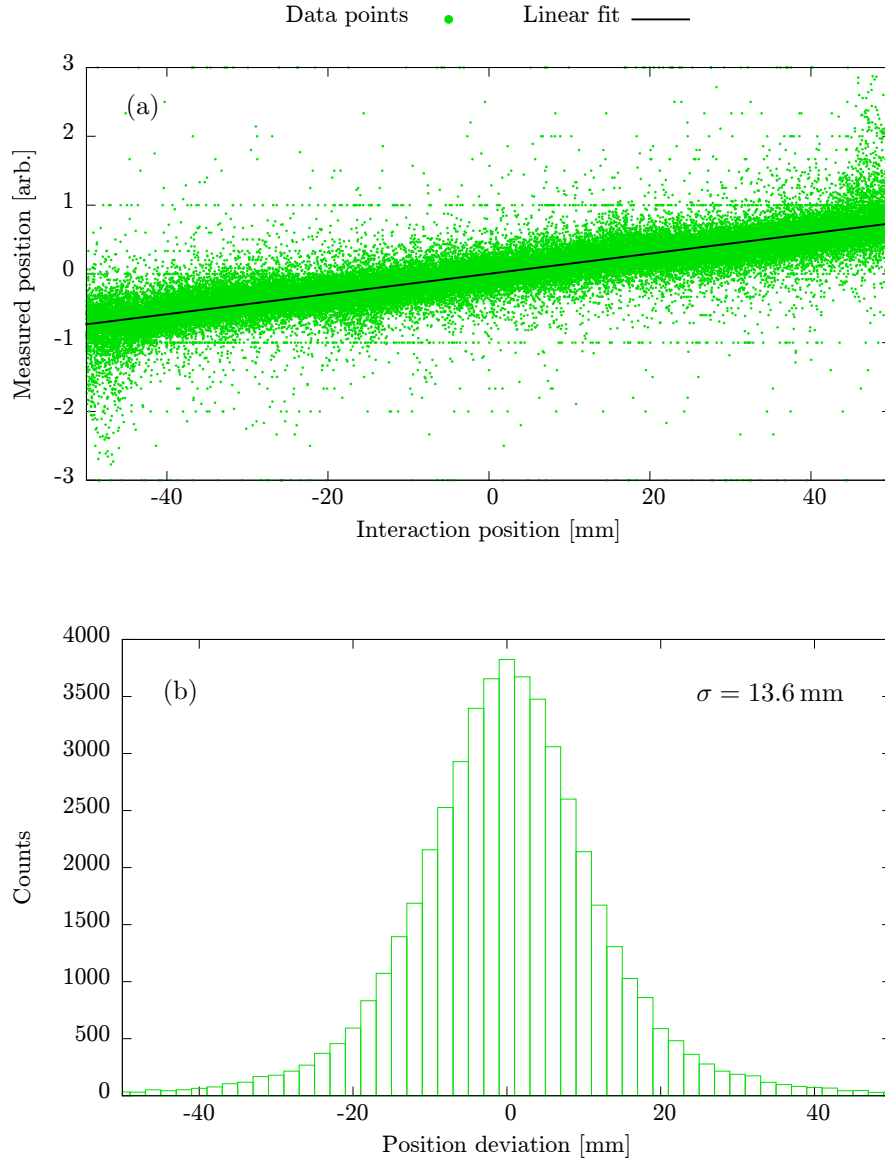 Data points Linear fit
(a)
3
2
1
0
-1
-2
-3
Measured position [arb.]
-40 -20 0 20 40
Interaction position [mm]
(b)
σ = 13.6 mm
4000
3500
3000
2500
2000
1500
1000
500
0
Counts
-40 -20 0 20 40
Position deviation [mm]